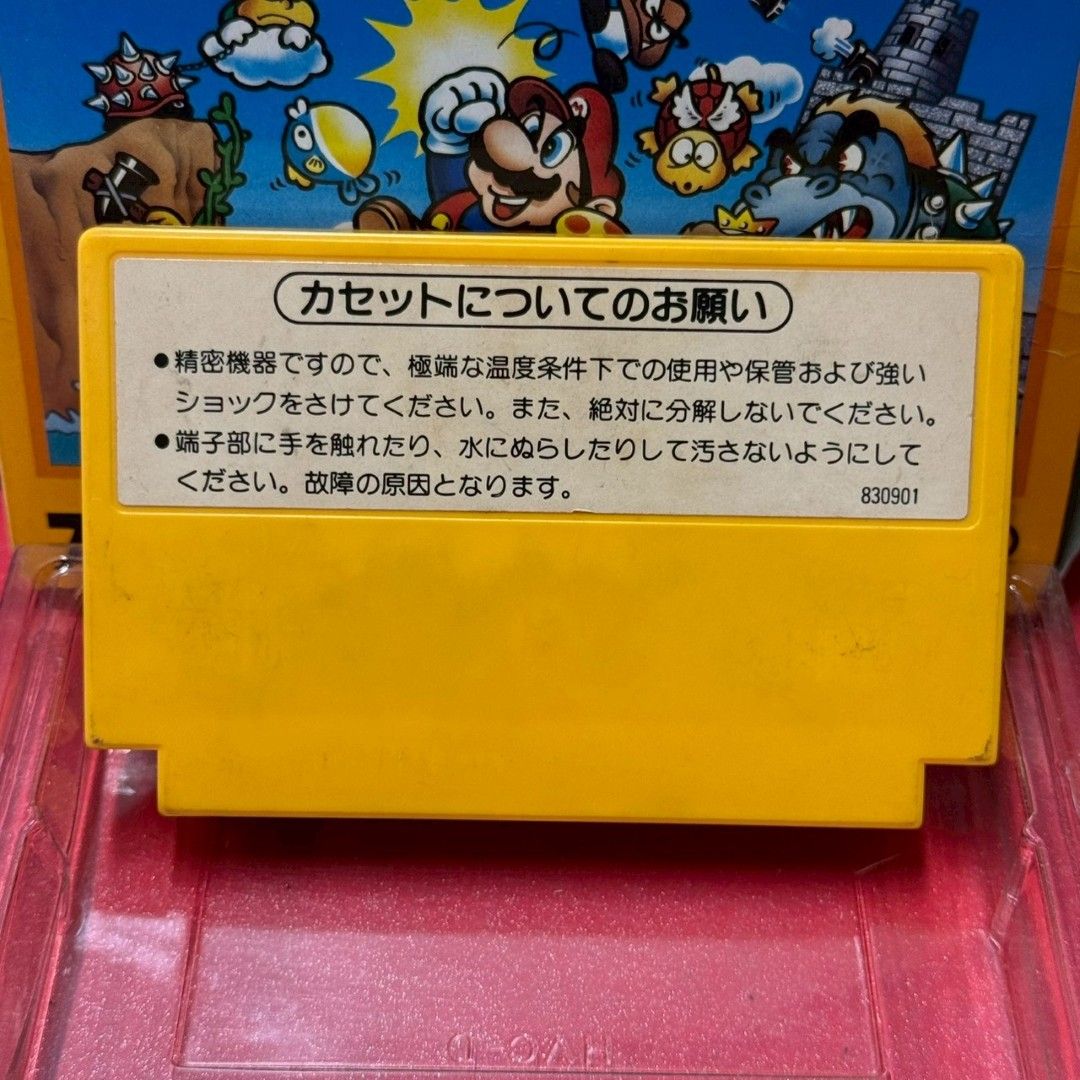 カセットについてのお願い
●精密機器ですので、極端な温度条件下での使用や保管および強い
ショックをさけてください。また、絶対に分解しないでください。
●端子部に手を触れたり、水にぬらしたりして汚さないようにして
ください。故障の原因となります。
830901